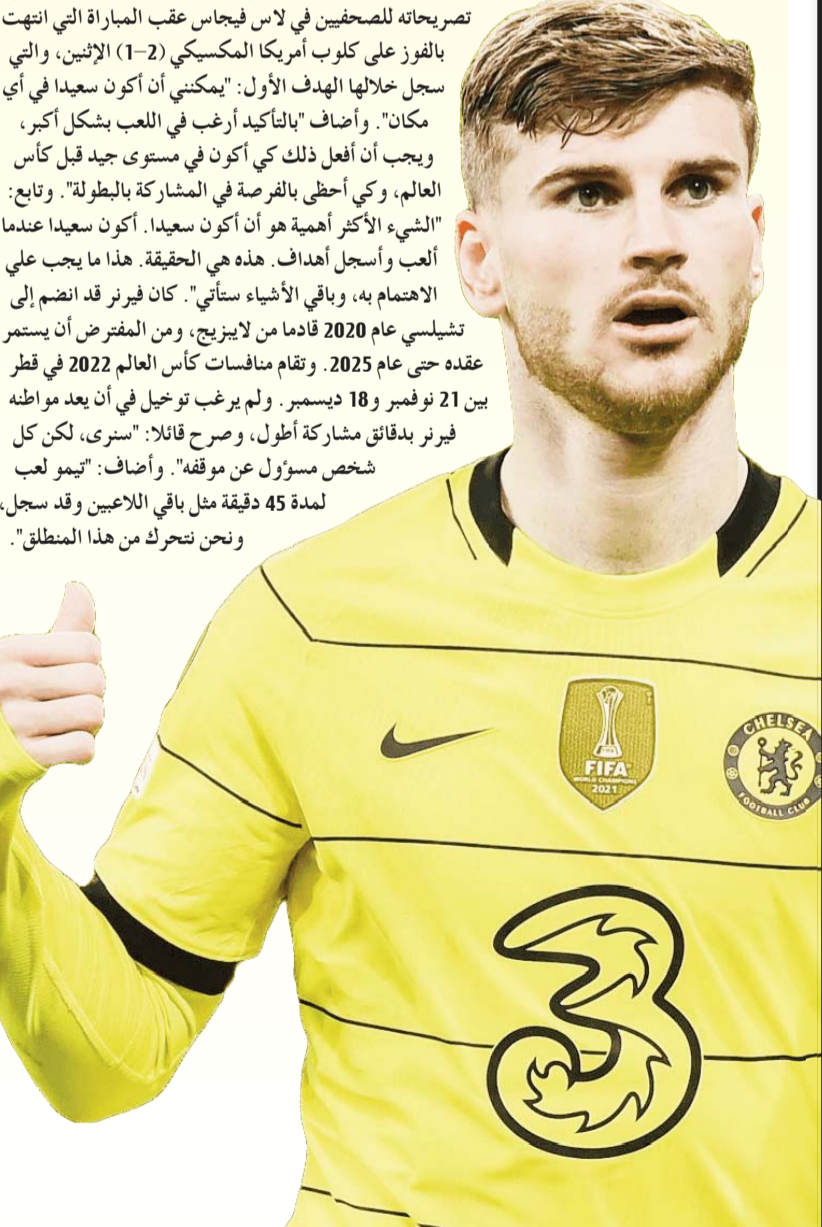 تصريحاته للصحفيين في لاس فيجاس عقب المباراة التي انتهت
بالفوز على كلوب أمريكا المكسيكي (2-1) الإثنين، والتي
سجل خلالها الهدف الأول: "يمكنني أن أكون سعيدا في أي
مكان". وأضاف "بالتأكيد أرغب في اللعب بشكل أكبر،
ويجب أن أفعل ذلك كي أكون في مستوى جيد قبل كأس
العالم، وكي أحظى بالفرصة في المشاركة بالبطولة". وتابع:
"الشيء الأكثر أهمية هو أن أكون سعيدا. أكون سعيدا عندما
ألعب وأسجل أهداف. هذه هي الحقيقة. هذا ما يجب علي
الاهتمام به، وباقي الأشياء ستأتي". كان فيرنر قد انضم إلى
تشيلسي عام 2020 قادما من لايبزيج، ومن المفترض أن يستمر
عقده حتى عام 2025. وتقام منافسات كأس العالم 2022 في قطر
بين 21 نوفمبر و18 ديسمبر. ولم يرغب توخيل في أن يعد مواطنه
فيرنر بدقائق مشاركة أطول، وصرح قائلا: "سنرى، لكن كل
شخص مسؤول عن موقفه". وأضاف: "تيمو لعب
لمدة 45 دقيقة مثل باقي اللاعبين وقد سجل،
ونحن نتحرك من هذا المنطلق".
FIFA
WORLD CHAMPIONS
2021
CHELSEA
FOOTBALL CLUB
3